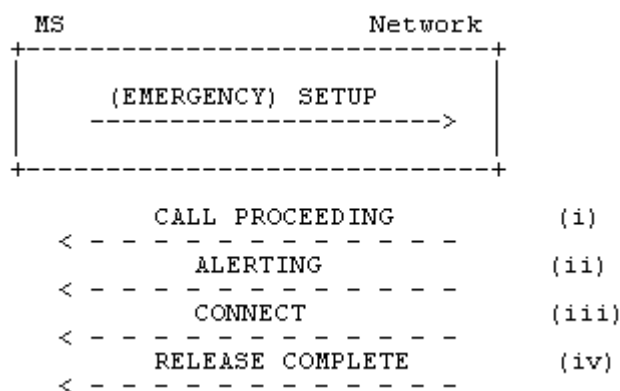 MS Network
(EMERGENCY) SETUP
CALL PROCEEDING (i)
ALERTING (ii)
CONNECT (iii)
RELEASE COMPLETE (iv)